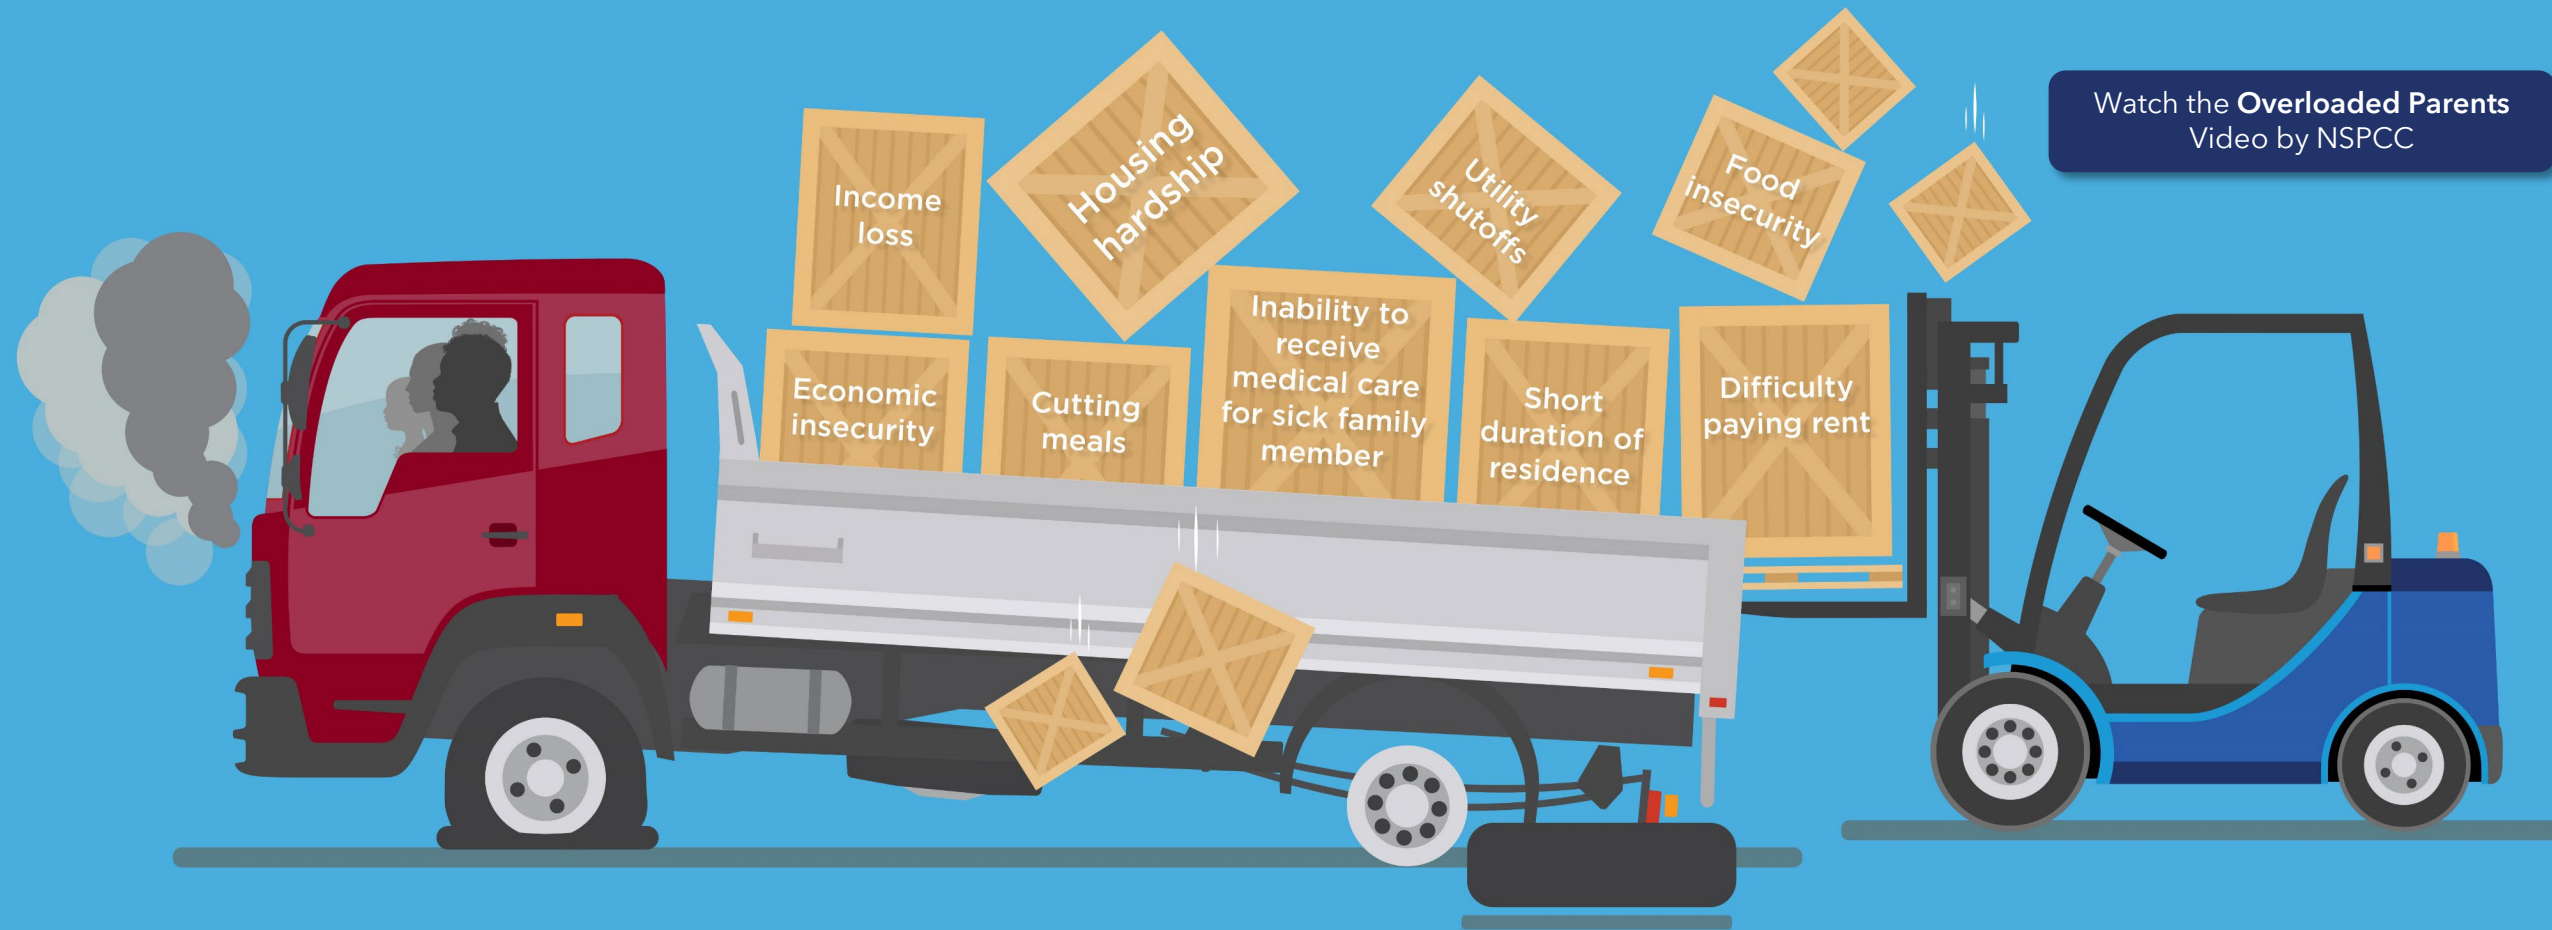 Watch the Overloaded Parents
Video by NSPCC
Income
loss
Housing
hardship
Utility
shutoffs
Food
insecurity
Economic
insecurity
Cutting
meals
Inability to
receive
medical care
for sick family
member
Short
duration of
residence
Difficulty
paying rent